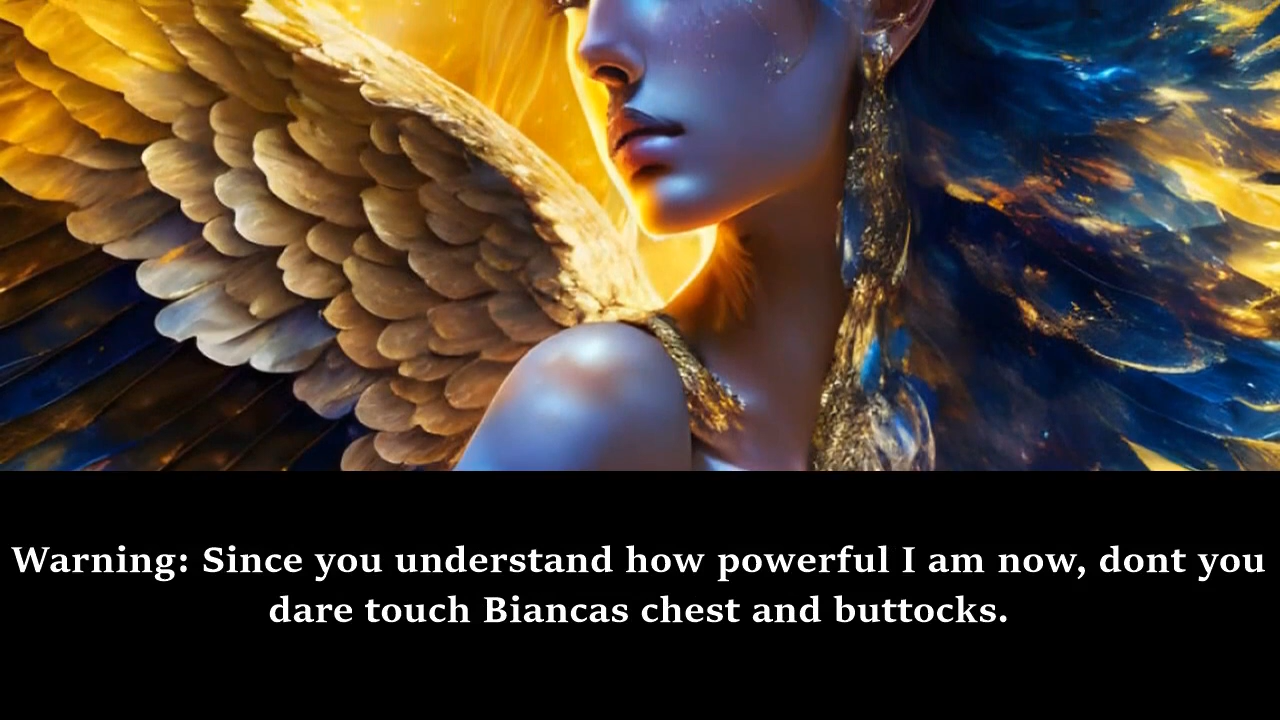 Warning: Since you understand how powerful I am now, dont you
dare touch Biancas chest and buttocks.